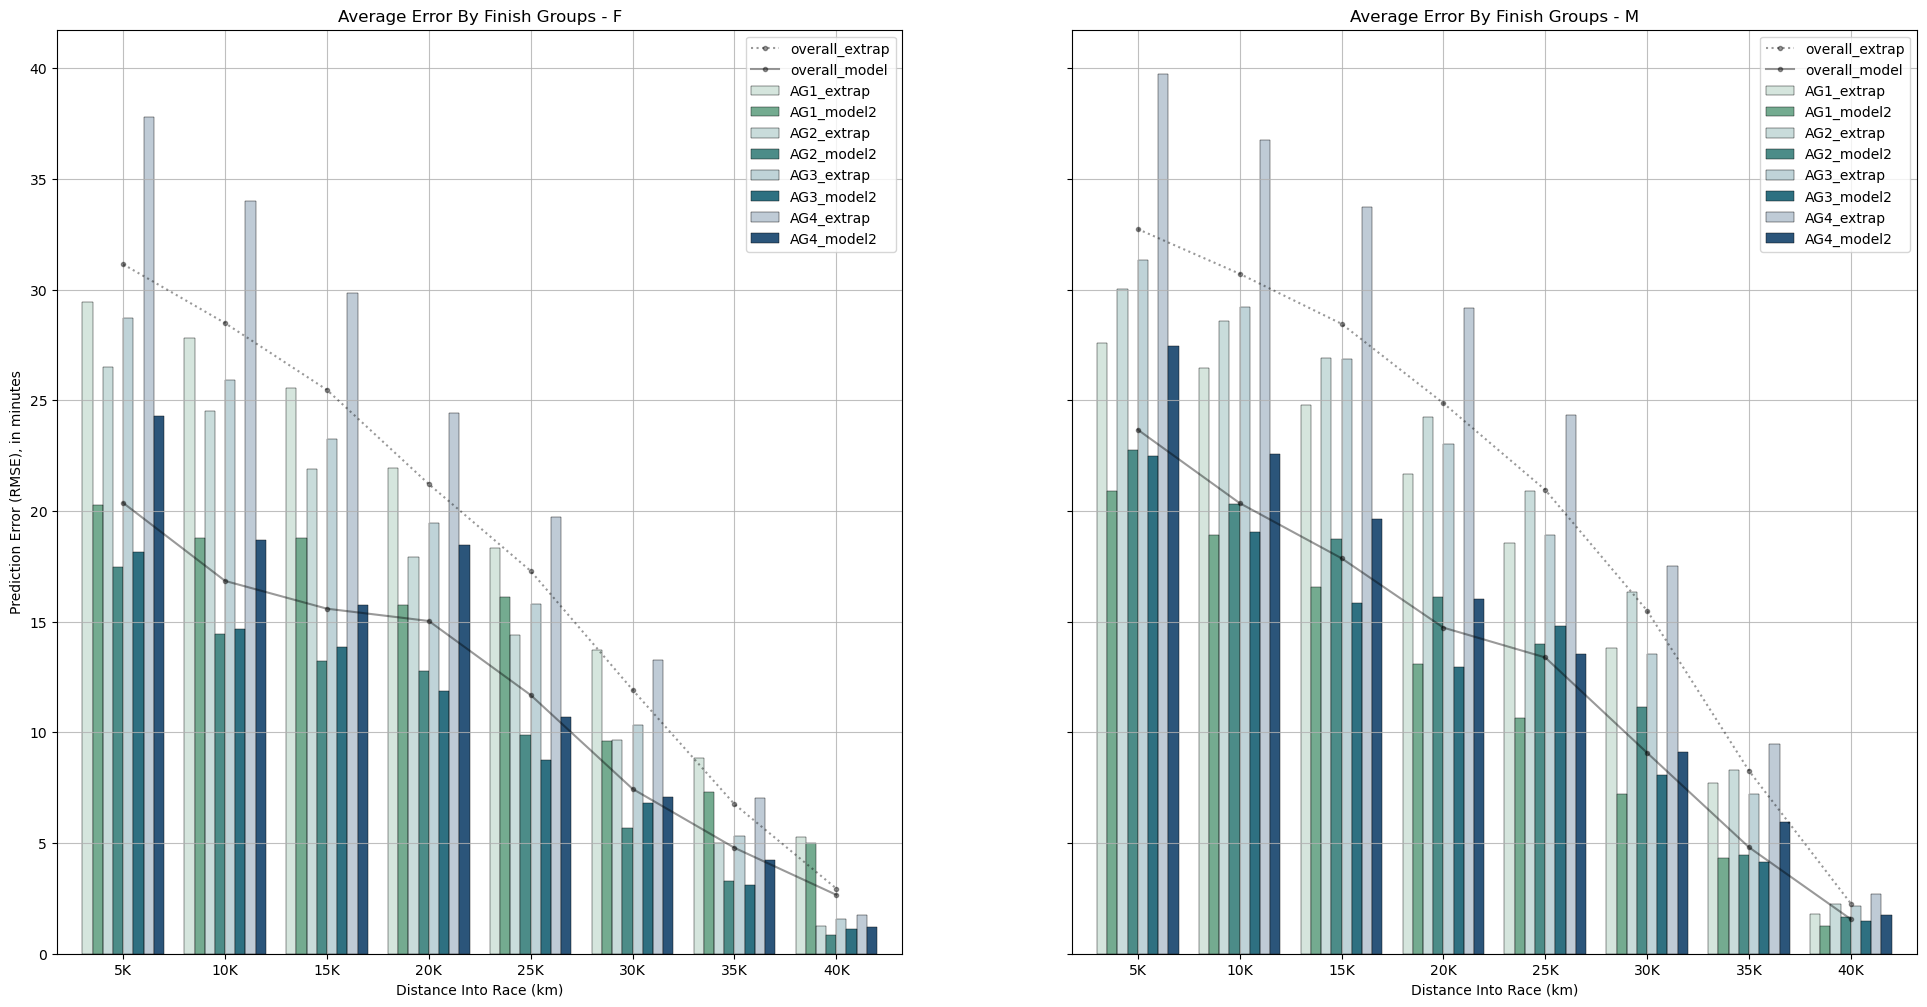 Average Error By Finish Groups - F
overall_extrap
overall_model
AG1_extrap
AG1_model2
AG2_extrap
AG2_model2
AG3_extrap
AG3_model2
AG4_extrap
AG4_model2
Prediction Error (RMSE), in minutes
40
35
30
25
20
15
10
5
0
5K 10K 15K 20K 25K 30K 35K 40K
Distance Into Race (km)
Average Error By Finish Groups - M
overall_extrap
overall_model
AG1_extrap
AG1_model2
AG2_extrap
AG2_model2
AG3_extrap
AG3_model2
AG4_extrap
AG4_model2
5K 10K 15K 20K 25K 30K 35K 40K
Distance Into Race (km)